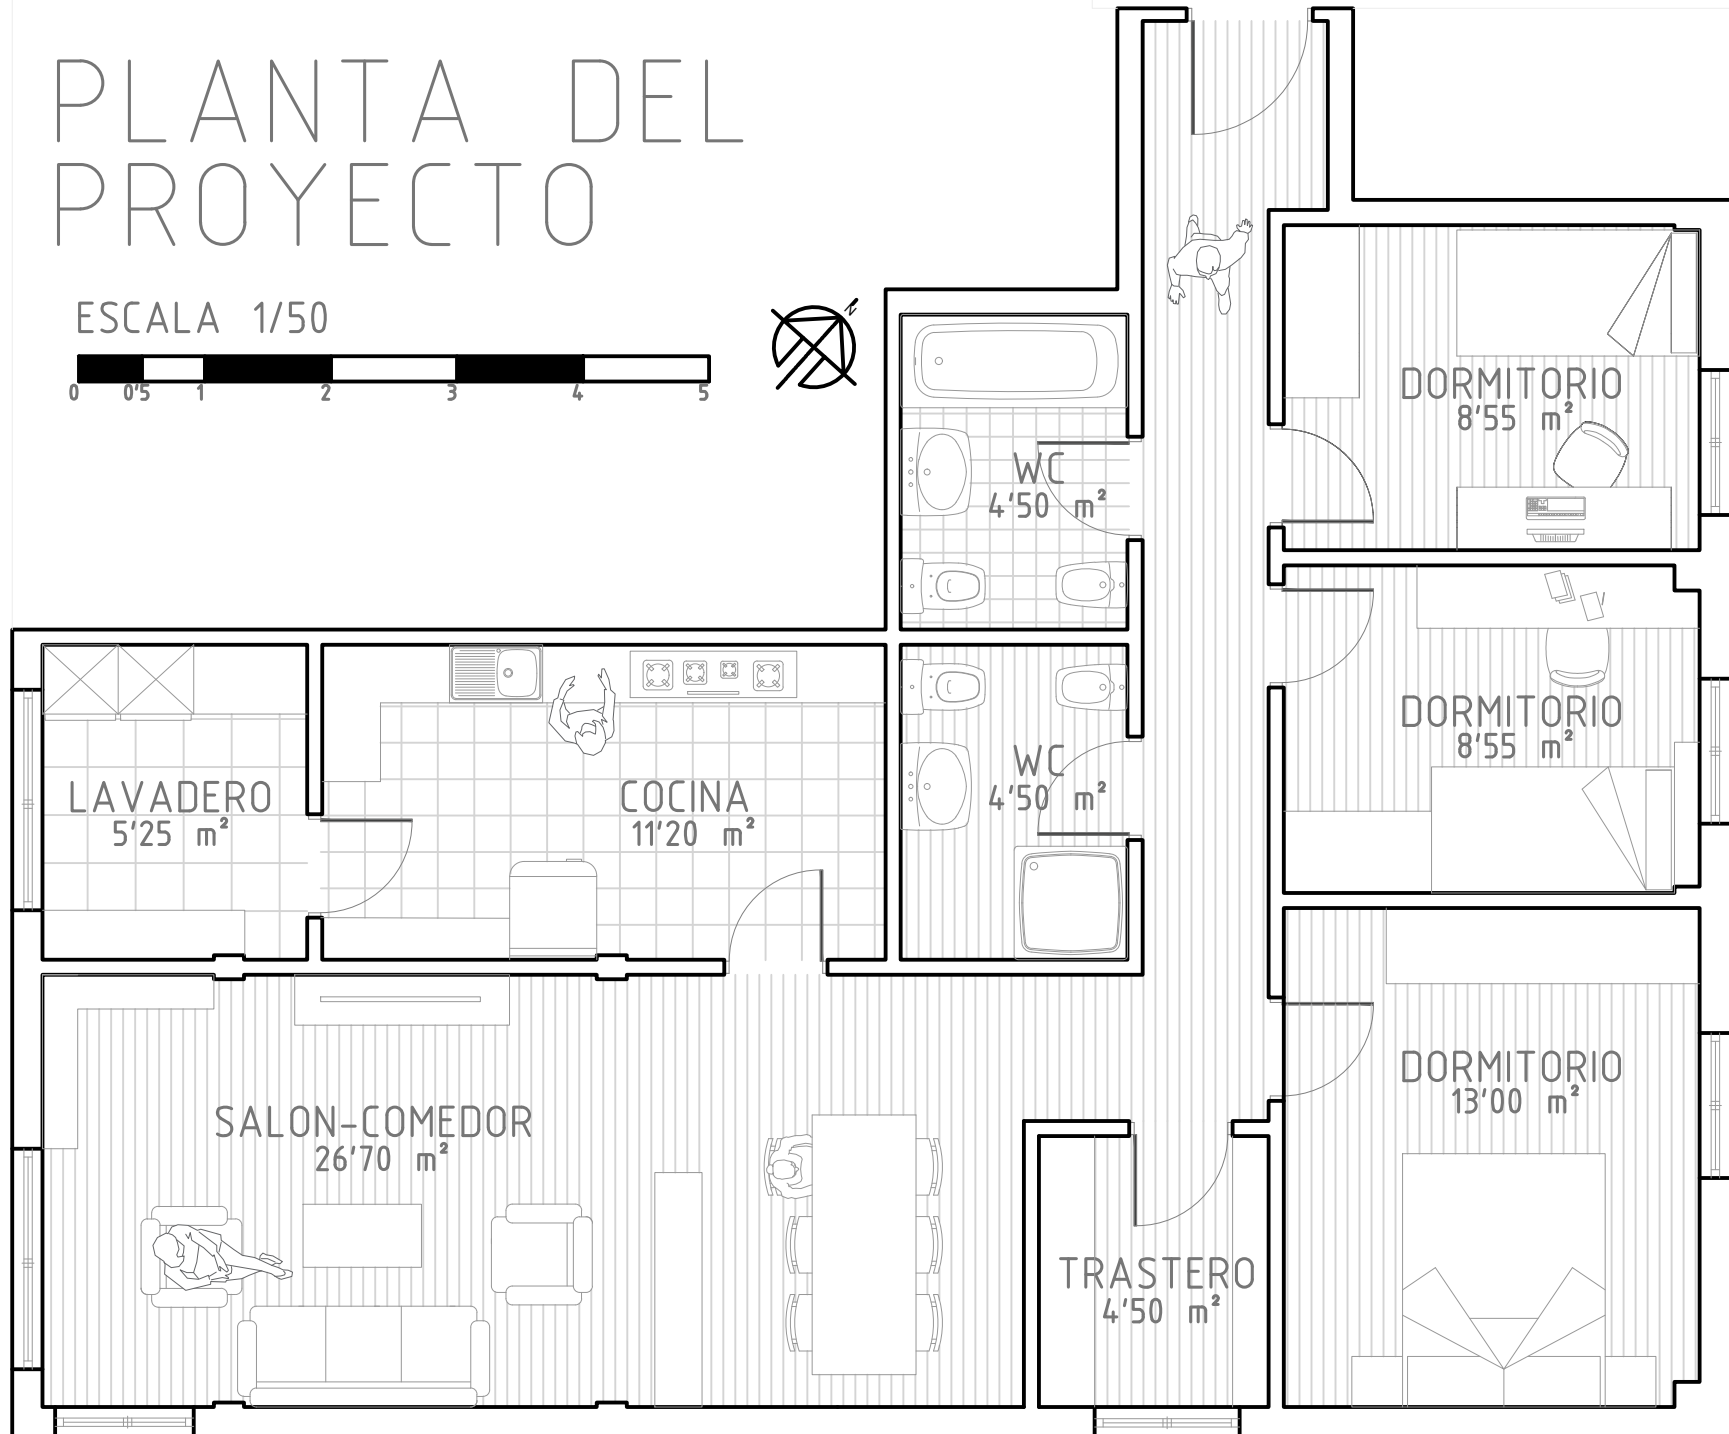 PLANTA DEL
PROYECTO
ESCALA 1/50
0 0'5 1 2 3 4 5
N
DORMITORIO
8'55 m²
WC
4'50 m²
DORMITORIO
8'55 m²
WC
4'50 m²
LAVADERO
5'25 m²
COCINA
11'20 m²
DORMITORIO
13'00 m²
SALON-COMEDOR
26'70 m²
TRASTERO
4'50 m²